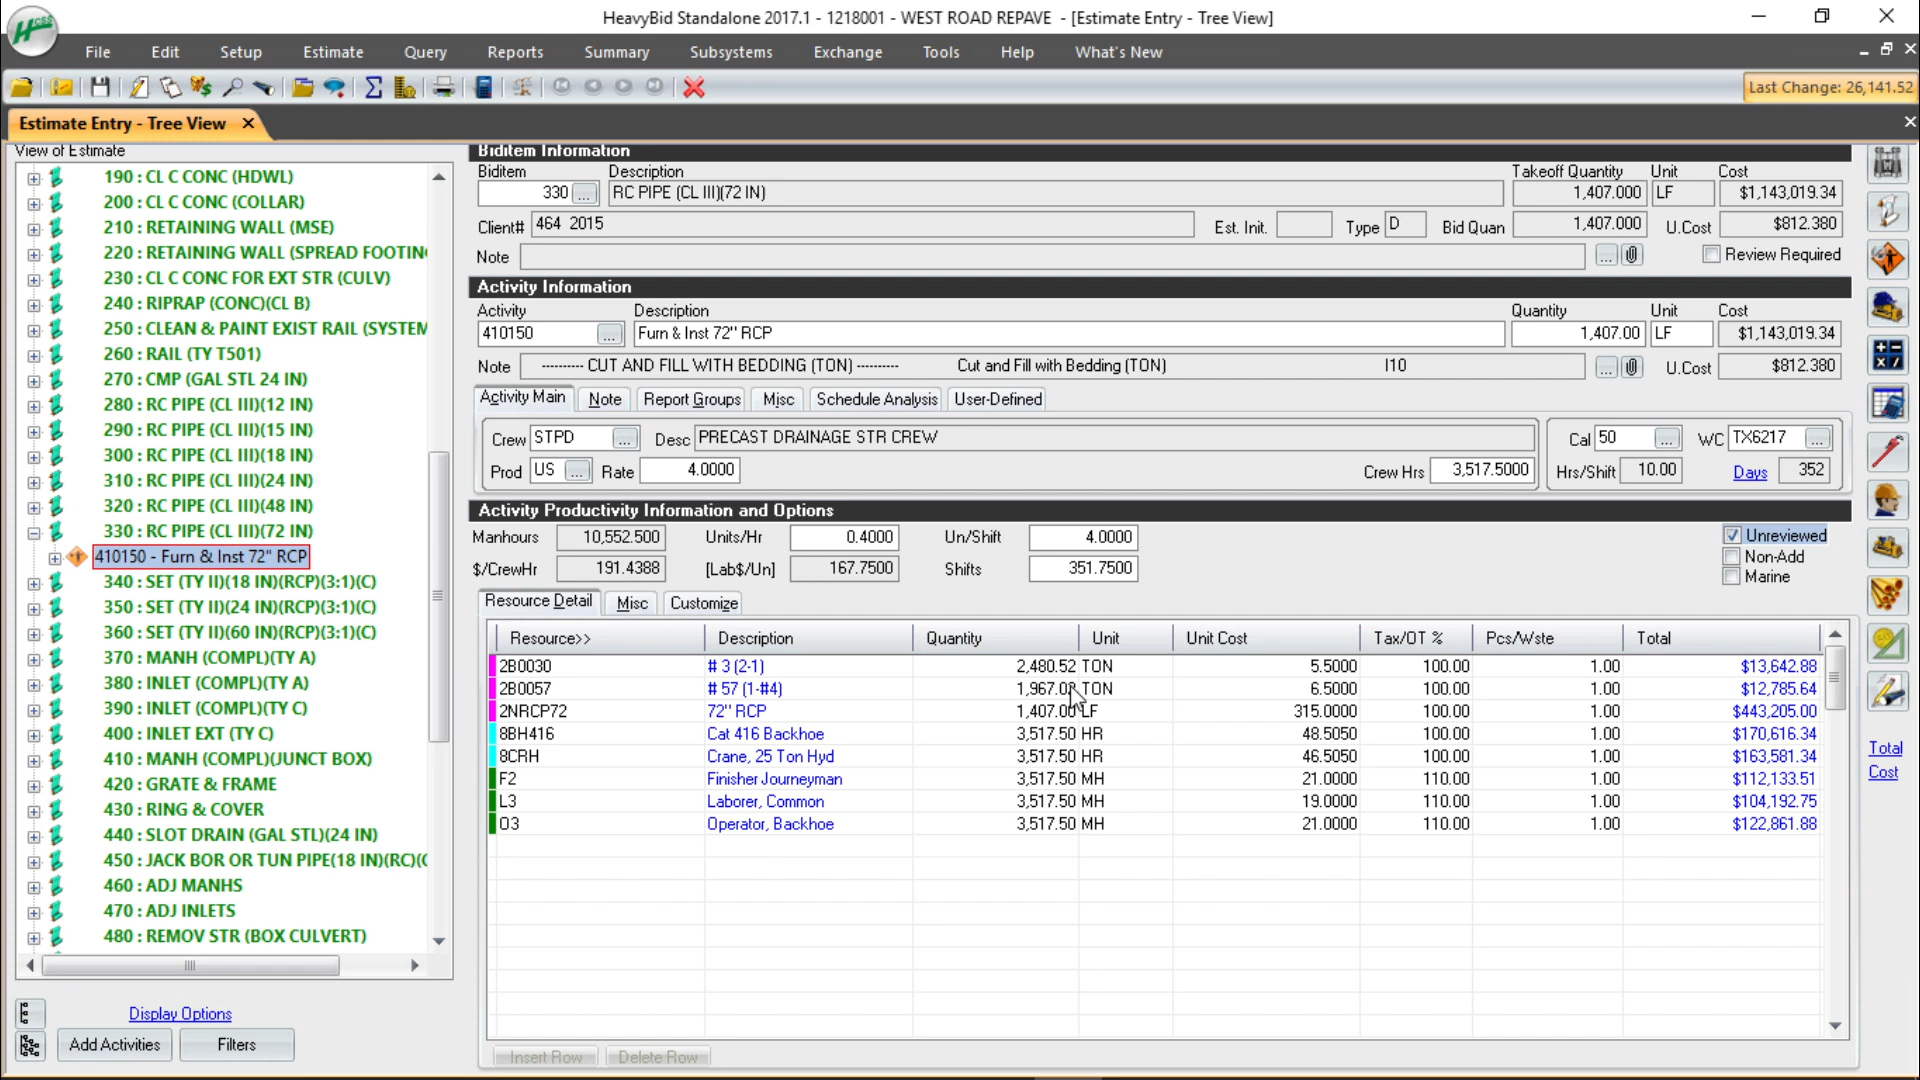 HeavyBid Standalone 2017.1 - 1218001 - WEST ROAD REPAVE - [Estimate Entry - Tree View]
HCSS
File Edit Setup Estimate Query Reports Summary Subsystems Exchange Tools Help What's New
Last Change: 26,141.52
Estimate Entry - Tree View
View of Estimate
190 : CL C CONC (HDWL)
200 : CL C CONC (COLLAR)
210 : RETAINING WALL (MSE)
220 : RETAINING WALL (SPREAD FOOTIN
230 : CL C CONC FOR EXT STR (CULV)
240 : RIPRAP (CONC)(CL B)
250 : CLEAN & PAINT EXIST RAIL (SYSTEM
260 : RAIL (TY T501)
270 : CMP (GAL STL 24 IN)
280 : RC PIPE (CL III)(12 IN)
290 : RC PIPE (CL III)(15 IN)
300 : RC PIPE (CL III)(18 IN)
310 : RC PIPE (CL III)(24 IN)
320 : RC PIPE (CL III)(48 IN)
330 : RC PIPE (CL III)(72 IN)
410150 - Furn & Inst 72" RCP
340 : SET (TY II)(18 IN)(RCP)(3:1)(C)
350 : SET (TY II)(24 IN)(RCP)(3:1)(C)
360 : SET (TY II)(60 IN)(RCP)(3:1)(C)
370 : MANH (COMPL)(TY A)
380 : INLET (COMPL)(TY A)
390 : INLET (COMPL)(TY C)
400 : INLET EXT (TY C)
410 : MANH (COMPL)(JUNCT BOX)
420 : GRATE & FRAME
430 : RING & COVER
440 : SLOT DRAIN (GAL STL)(24 IN)
450 : JACK BOR OR TUN PIPE(18 IN)(RC)(
460 : ADJ MANHS
470 : ADJ INLETS
480 : REMOV STR (BOX CULVERT)
Display Options
Add Activities Filters
Biditem Information
Biditem Description Takeoff Quantity Unit Cost
330 ... RC PIPE (CL III)(72 IN) 1,407.000 LF $1,143,019.34
Client# 464 2015 Est. Init. Type D Bid Quan 1,407.000 U.Cost $812.380
Note ... Review Required
Activity Information
Activity Description Quantity Unit Cost
410150 ... Furn & Inst 72" RCP 1,407.00 LF $1,143,019.34
Note ---------- CUT AND FILL WITH BEDDING (TON) ---------- Cut and Fill with Bedding (TON) I10 ... U.Cost $812.380
Activity Main Note Report Groups Misc Schedule Analysis User-Defined
Crew STPD ... Desc PRECAST DRAINAGE STR CREW Cal 50 ... WC TX6217 ...
Prod US ... Rate 4.0000 Crew Hrs 3,517.5000 Hrs/Shift 10.00 Days 352
Activity Productivity Information and Options
Manhours 10,552.500 Units/Hr 0.4000 Un/Shift 4.0000 Unreviewed
Non-Add
$/CrewHr 191.4388 [Lab$/Un] 167.7500 Shifts 351.7500 Marine
Resource Detail Misc Customize
Resource>> Description Quantity Unit Unit Cost Tax/OT % Pcs/Wste Total
2B0030 # 3 (2-1) 2,480.52 TON 5.5000 100.00 1.00 $13,642.88
2B0057 # 57 (1-#4) TON 6.5000 100.00 1.00 $12,785.64
2NRCP72 72" RCP 1,407.00 LF 315.0000 100.00 1.00 $443,205.00
8BH416 Cat 416 Backhoe 3,517.50 HR 48.5050 100.00 1.00 $170,616.34
8CRH Crane, 25 Ton Hyd 3,517.50 HR 46.5050 100.00 1.00 $163,581.34
F2 Finisher Journeyman 3,517.50 MH 21.0000 110.00 1.00 $112,133.51
L3 Laborer, Common 3,517.50 MH 19.0000 110.00 1.00 $104,192.75
O3 Operator, Backhoe 3,517.50 MH 21.0000 110.00 1.00 $122,861.88
Insert Row Delete Row
Total
Cost